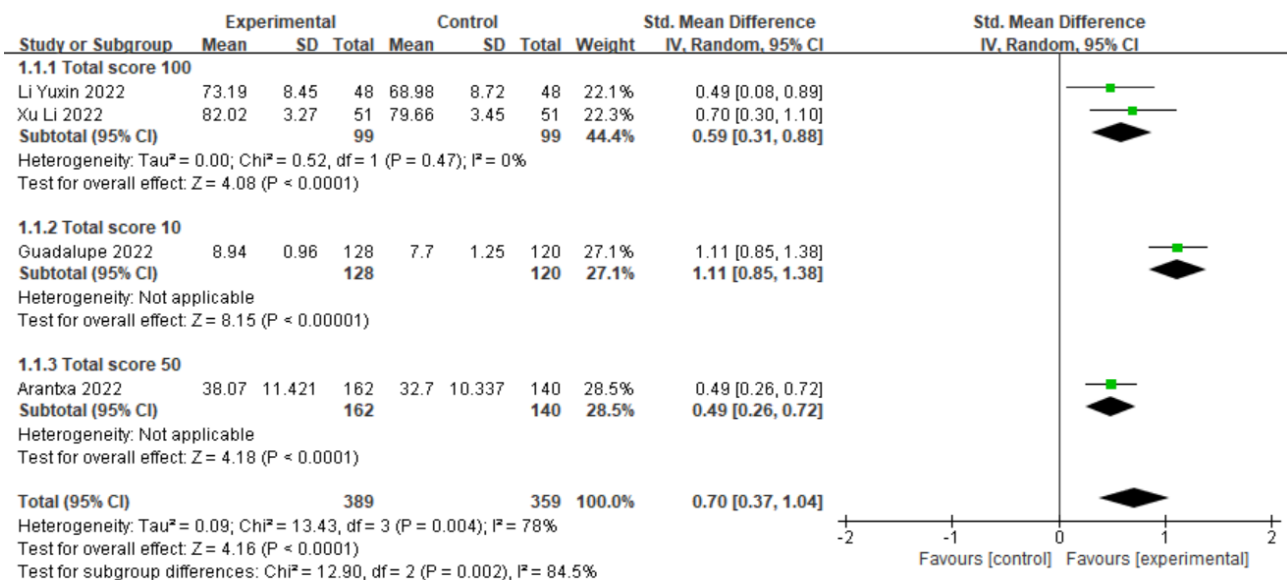 Experimental Control Std. Mean Difference Std. Mean Difference
Study or Subgroup Mean SD Total Mean SD Total Weight IV, Random, 95% CI IV, Random, 95% CI
1.1.1 Total score 100
Li Yuxin 2022 73.19 8.45 48 68.98 8.72 48 22.1% 0.49 [0.08, 0.89]
Xu Li 2022 82.02 3.27 51 79.66 3.45 51 22.3% 0.70 [0.30, 1.10]
Subtotal (95% CI) 99 99 44.4% 0.59 [0.31, 0.88]
Heterogeneity: Tau² = 0.00; Chi² = 0.52, df = 1 (P = 0.47); I² = 0%
Test for overall effect: Z = 4.08 (P < 0.0001)
1.1.2 Total score 10
Guadalupe 2022 8.94 0.96 128 7.7 1.25 120 27.1% 1.11 [0.85, 1.38]
Subtotal (95% CI) 128 120 27.1% 1.11 [0.85, 1.38]
Heterogeneity: Not applicable
Test for overall effect: Z = 8.15 (P < 0.00001)
1.1.3 Total score 50
Arantxa 2022 38.07 11.421 162 32.7 10.337 140 28.5% 0.49 [0.26, 0.72]
Subtotal (95% CI) 162 140 28.5% 0.49 [0.26, 0.72]
Heterogeneity: Not applicable
Test for overall effect: Z = 4.18 (P < 0.0001)
Total (95% CI) 389 359 100.0% 0.70 [0.37, 1.04]
Heterogeneity: Tau² = 0.09; Chi² = 13.43, df = 3 (P = 0.004); I² = 78%
Test for overall effect: Z = 4.16 (P < 0.0001)
Test for subgroup differences: Chi² = 12.90, df = 2 (P = 0.002), I² = 84.5%
-2 -1 0 1 2
Favours [control] Favours [experimental]